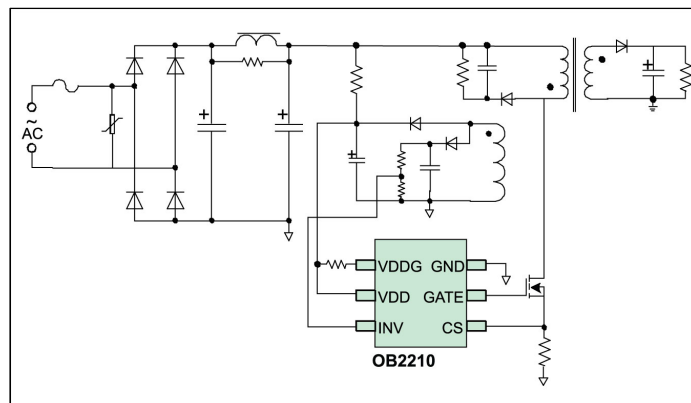 +
+
+
~
AC
+
+
VDDG GND
VDD GATE
INV CS
OB2210